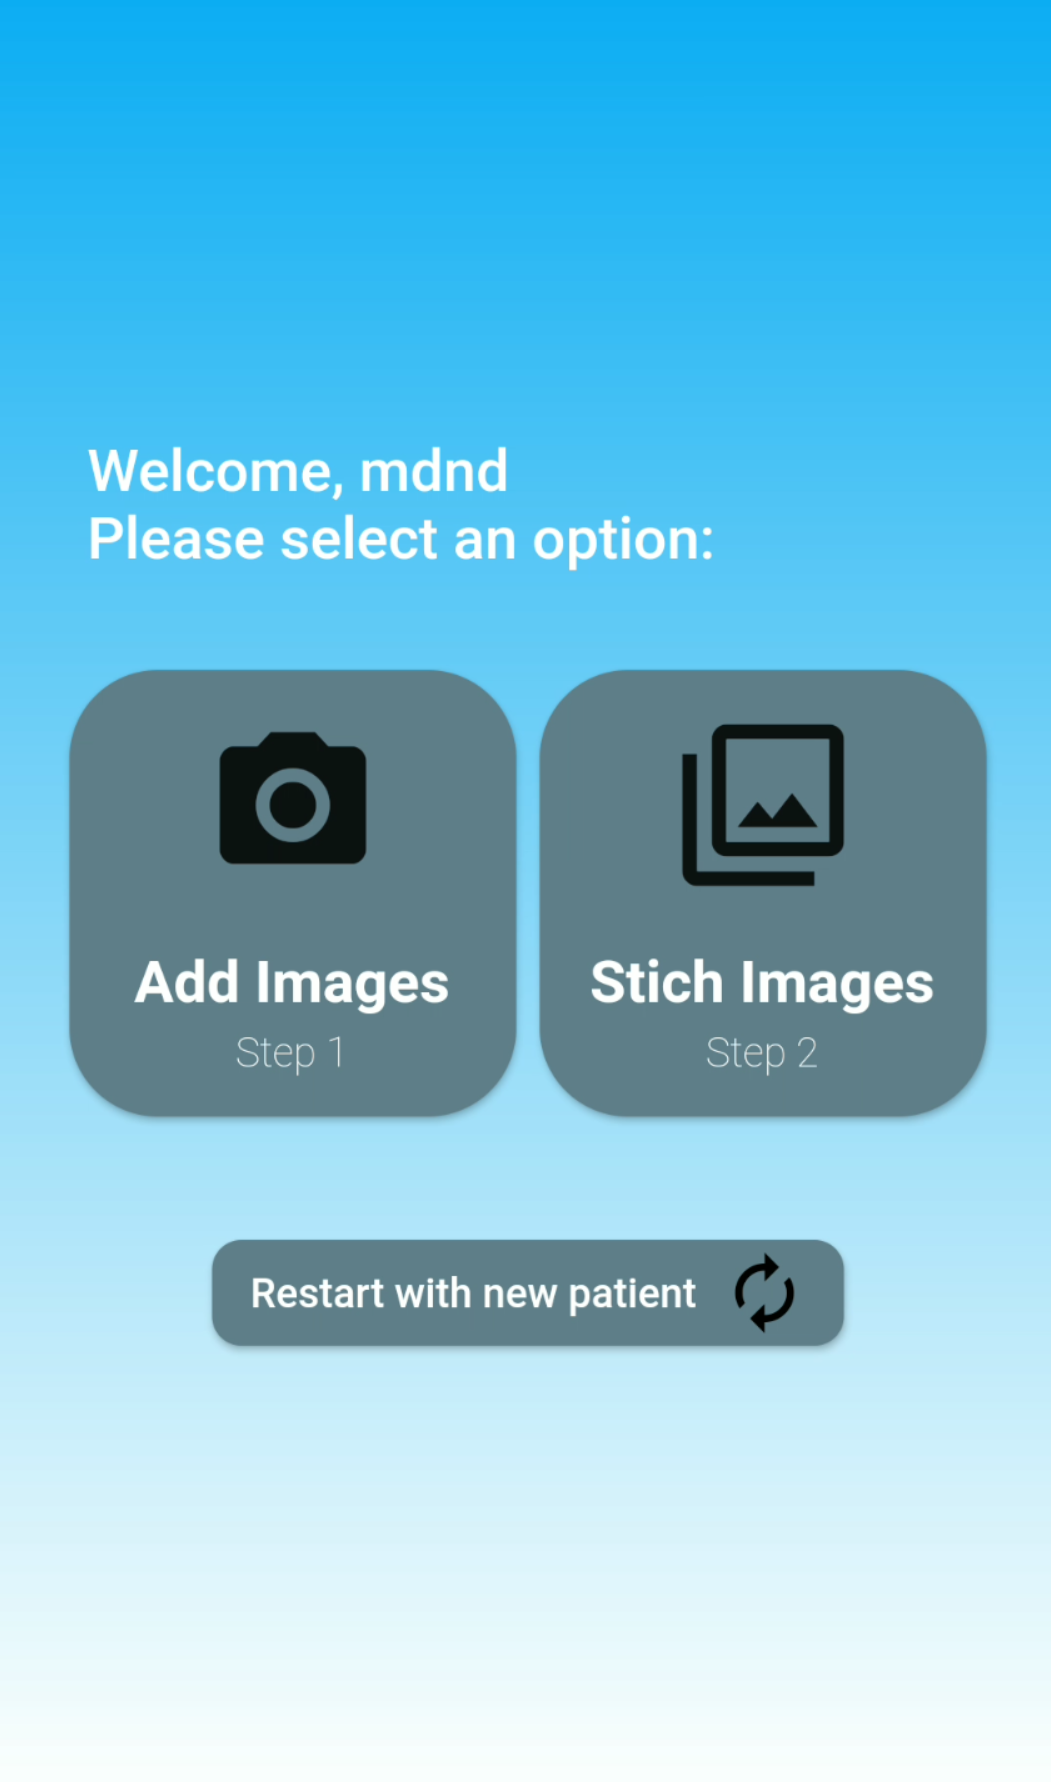 Welcome, mdnd
Please select an option:
Add Images
Step 1
Stich Images
Step 2
Restart with new patient